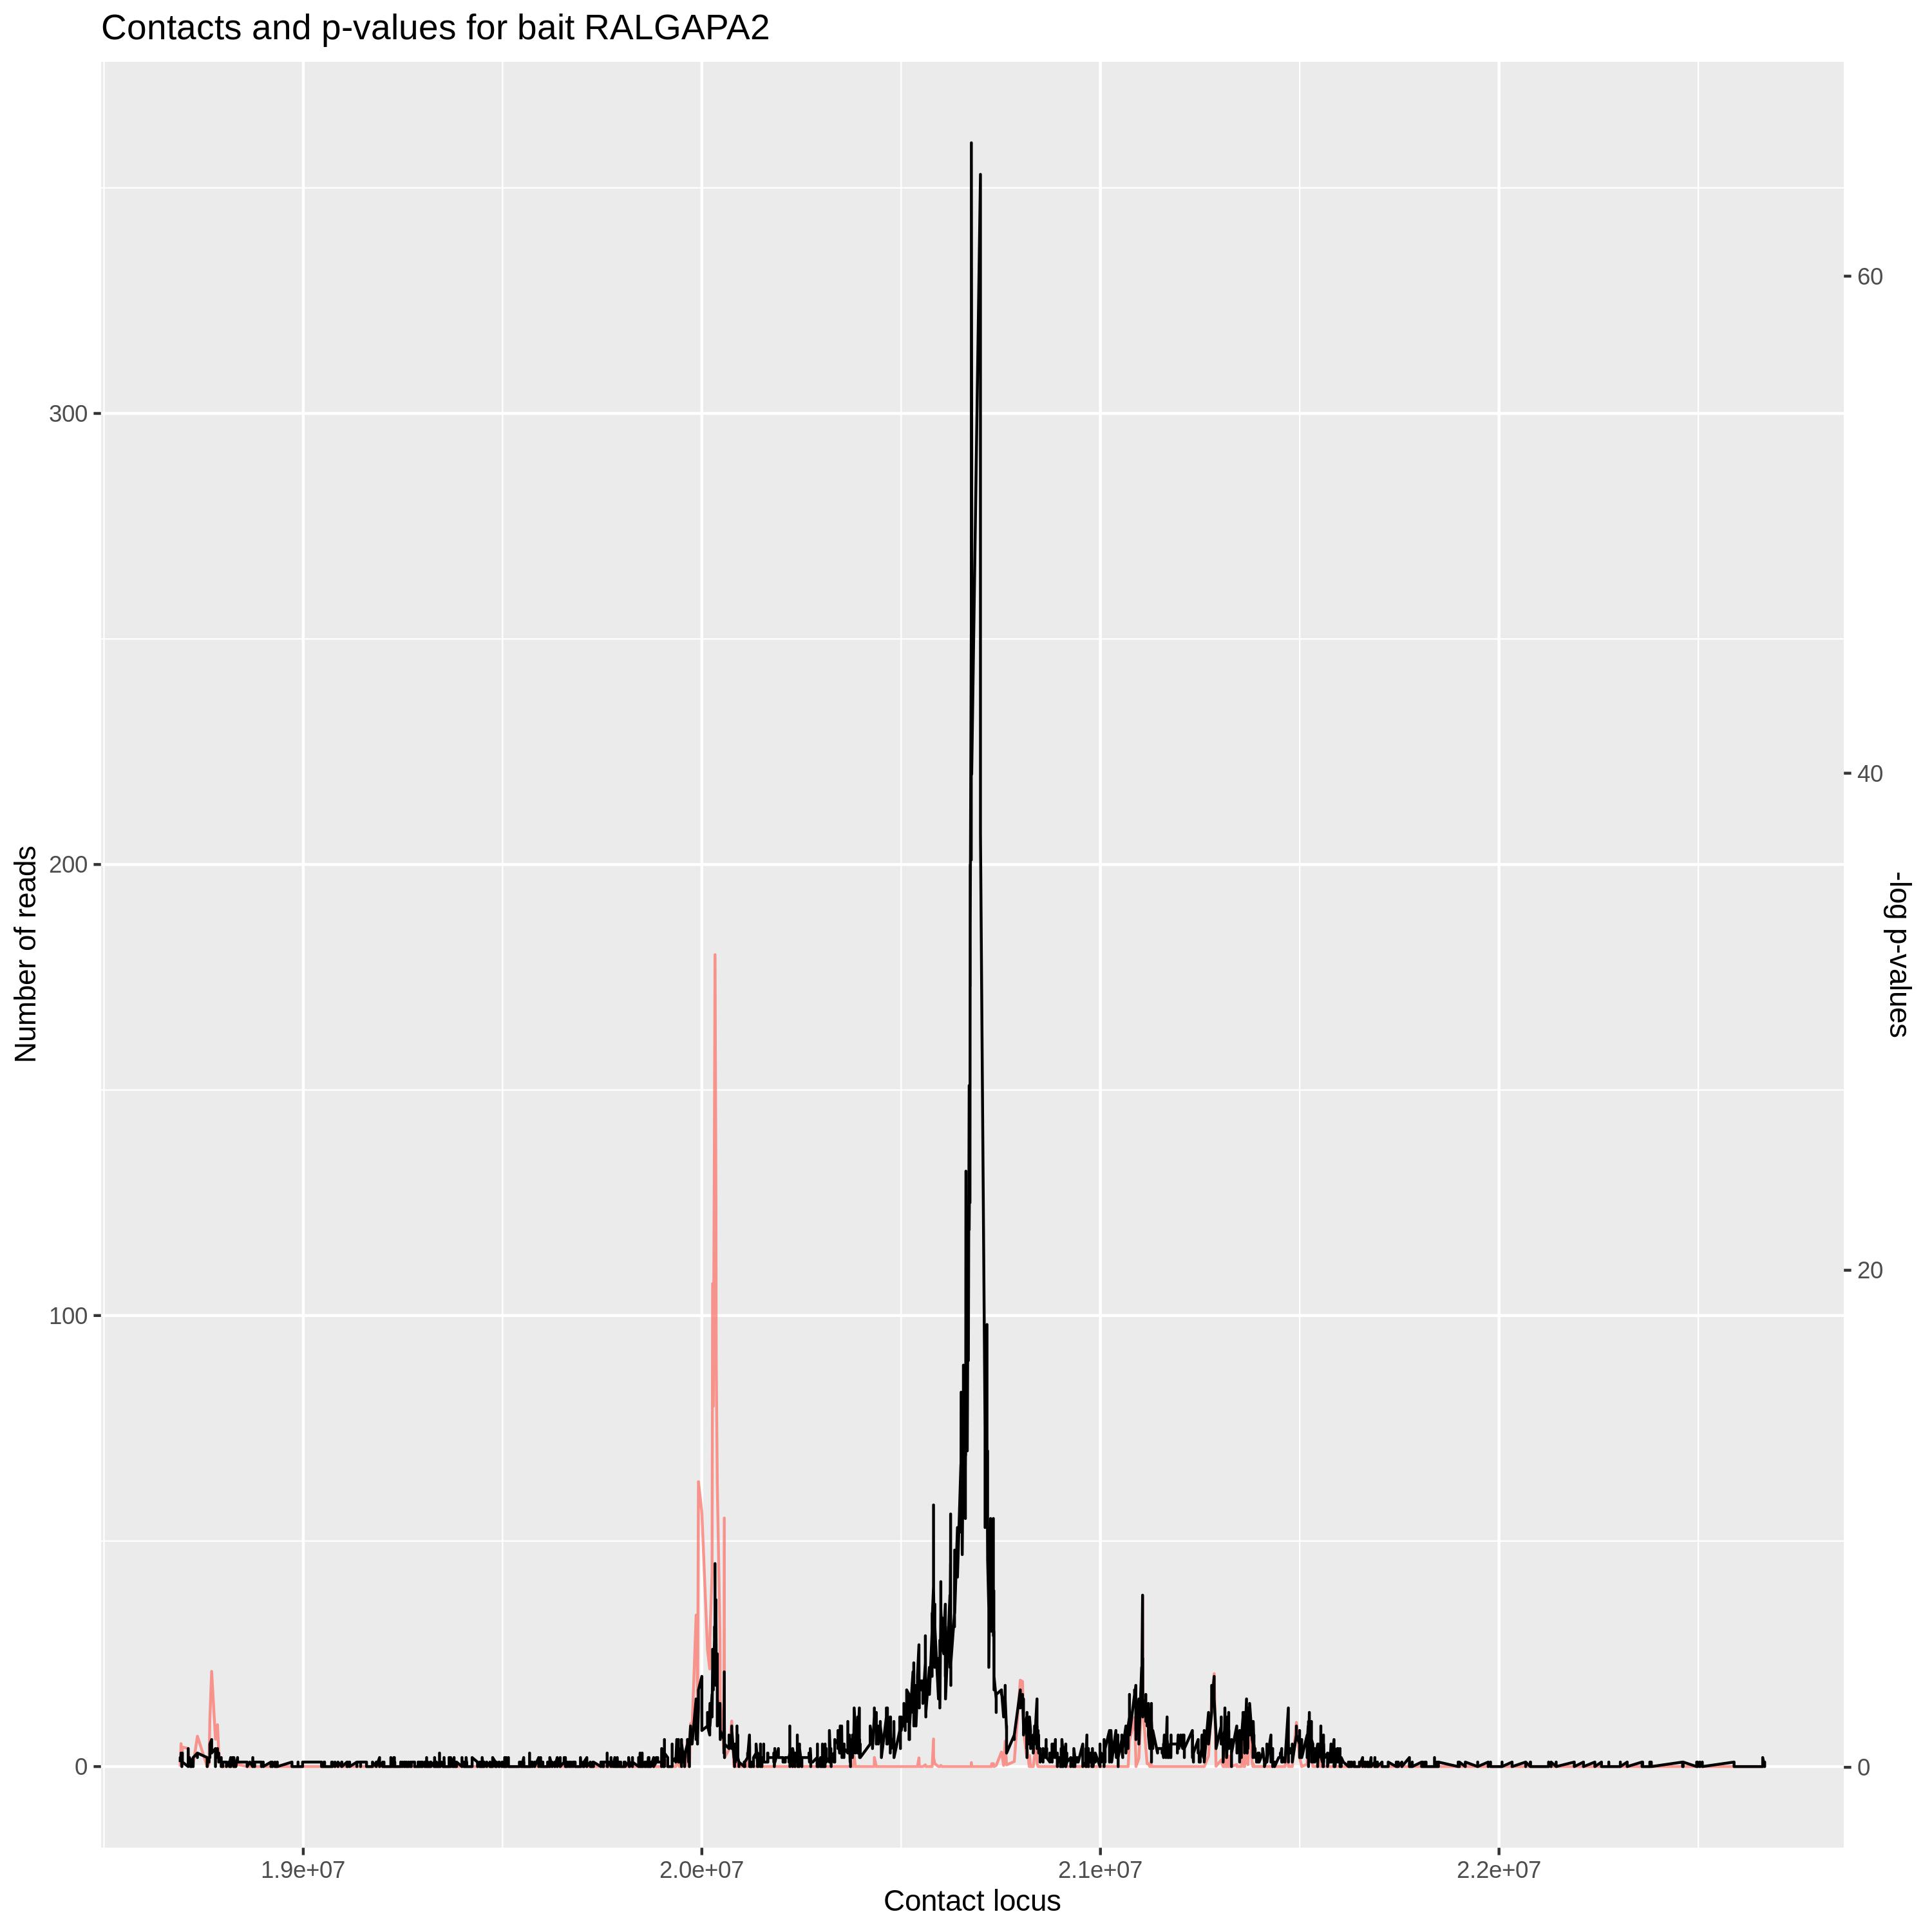 Contacts and p-values for bait RALGAPA2
Number of reads
300
200
100
0
60
40
20
0
-log p-values
1.9e+07
2.0e+07
2.1e+07
2.2e+07
Contact locus